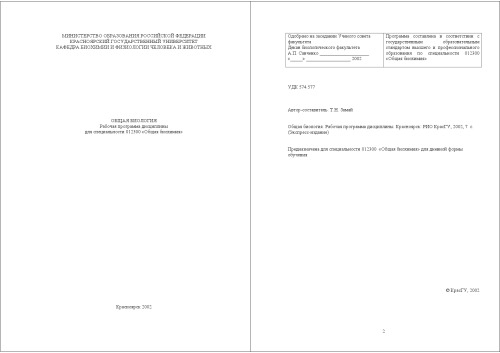 МИНИСТЕРСТВО ОБРАЗОВАНИЯ РОССИЙСКОЙ ФЕДЕРАЦИИ
КРАСНОЯРСКИЙ ГОСУДАРСТВЕННЫЙ УНИВЕРСИТЕТ
КАФЕДРА БИОХИМИИ И ФИЗИОЛОГИИ ЧЕЛОВЕКА И ЖИВОТНЫХ
ОБЩАЯ БИОЛОГИЯ
Рабочая программа дисциплины
для специальности 012300 «Общая биохимия»
Красноярск 2002
Одобрено на заседании Ученого совета
факультета
Декан биологического факультета
А.П. Савченко ____________________
«_____» __________________ 2002
Программа составлена в соответствии с
государственным образовательным
стандартом высшего и профессионального
образования по специальности 012300
«Общая биохимия»
УДК 574.577
Автор-составитель: Т.Н.
Общая биология: Рабочая программа дисциплины. Красноярск: РИО КрасГУ, 2002, 7 с.
(Экспресс-издание)
Предназначена для специальности 012300 «Общая биохимия» для дневной формы
обучения
© КрасГУ, 2002
2